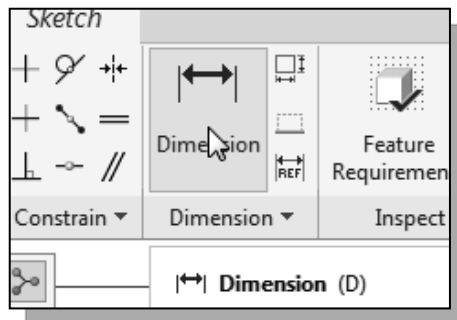 Sketch
Dimension
REF
Feature
Requiremen
Constrain
Dimension
Inspect
Dimension (D)